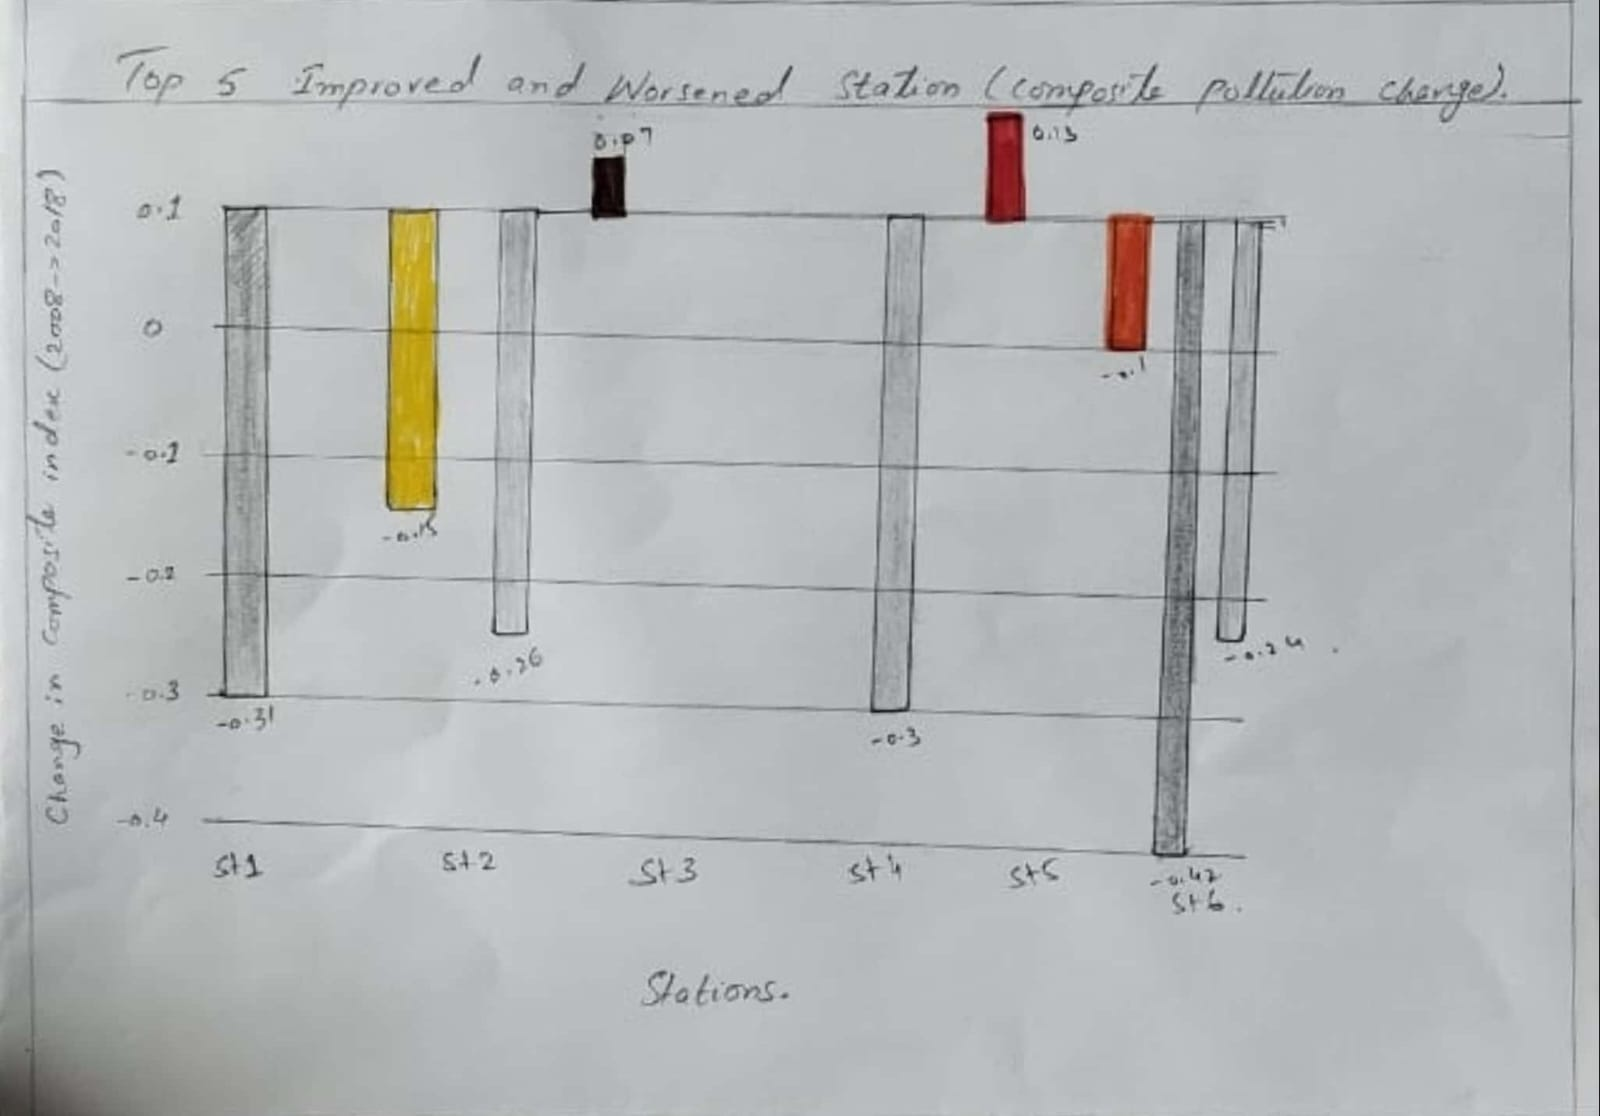 Top 5 Improved and Worsened Station (composite pollution change).
0.07
0.13
0.1
0
-0.1
-0.2
-0.3
-0.4
Change in composite index (2008->2018)
-0.1
-0.15
-0.26
-0.24
-0.31
-0.3
-0.42
St1
St2
St3
St4
St5
St6.
Stations.